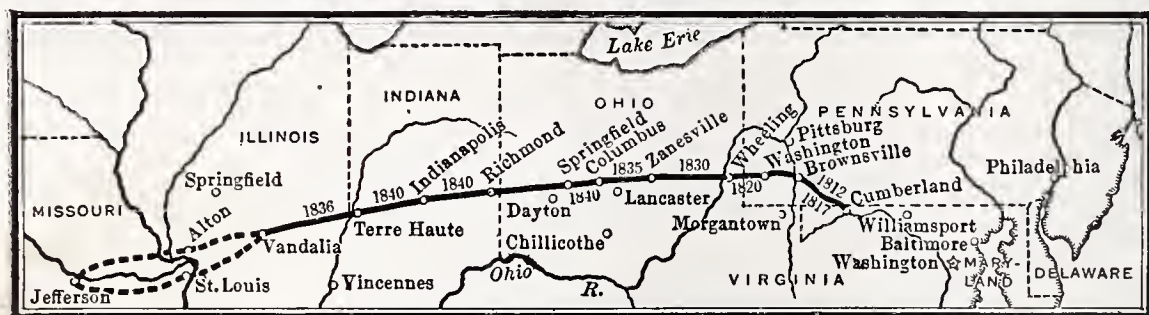 Lake Erie
INDIANA
OHIO
PENNSYLVANIA
ILLINOIS
Springfield
MISSOURI
Alton
1836
1840
Indianapolis
1840
Richmond
Springfield
Columbus
1835
Zanesville
1830
Wheeling
Pittsburg
Washington
Brownsville
Philadelphia
1820
1812
1817
Cumberland
Vandalia
Terre Haute
Dayton
1840
Lancaster
Morgantown
Williamsport
Baltimore
Chillicothe
Washington
MARY-
LAND
DELAWARE
Jefferson
St. Louis
Vincennes
Ohio
R.
VIRGINIA